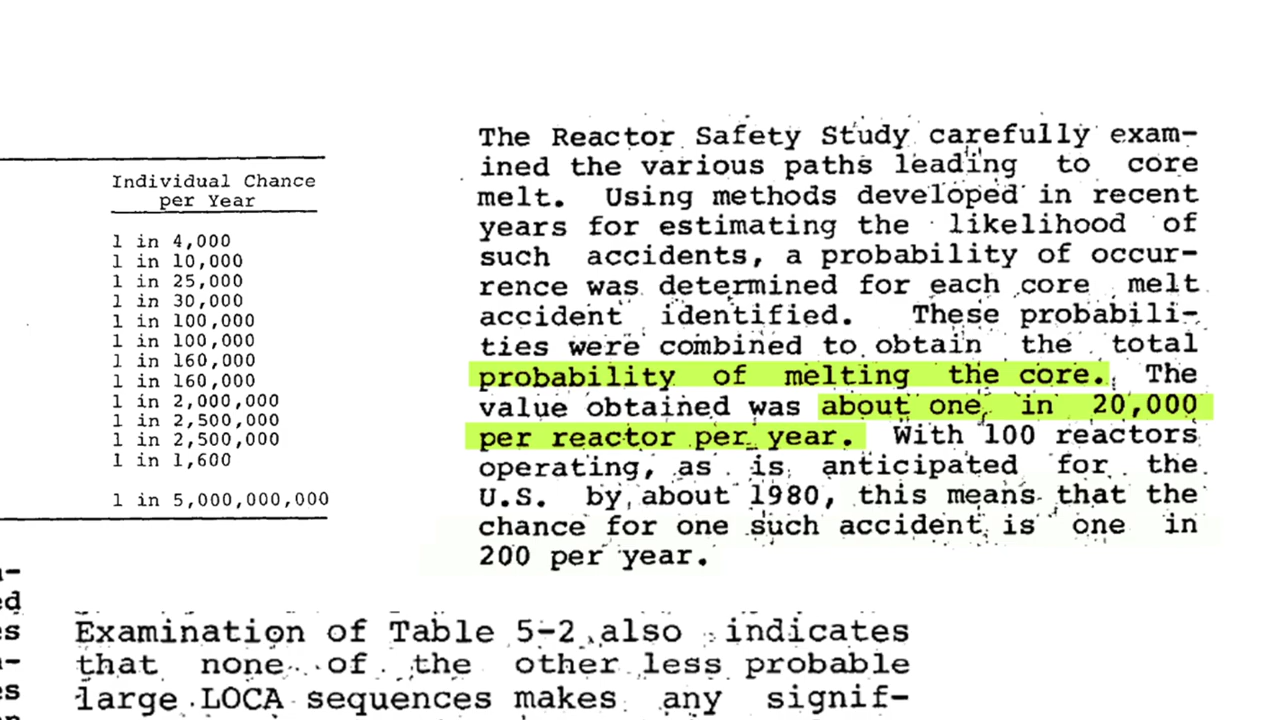 Individual Chance
per Year
1 in 4,000
1 in 10,000
1 in 25,000
1 in 30,000
1 in 100,000
1 in 100,000
1 in 160,000
1 in 160,000
1 in 2,000,000
1 in 2,500,000
1 in 2,500,000
1 in 1,600
1 in 5,000,000,000
The Reactor Safety Study carefully exam-
ined the various paths leading to core
melt. Using methods developed in recent
years for estimating the likelihood of
such accidents, a probability of occur-
rence was determined for each core melt
accident identified. These probabili-
ties were combined to obtain the total
probability of melting the core. The
value obtained was about one in 20,000
per reactor per year. With 100 reactors
operating, as is anticipated for the
U.S. by about 1980, this means that the
chance for one such accident is one in
200 per year.
Examination of Table 5-2 also indicates
that none of the other less probable
large LOCA sequences makes any signif-